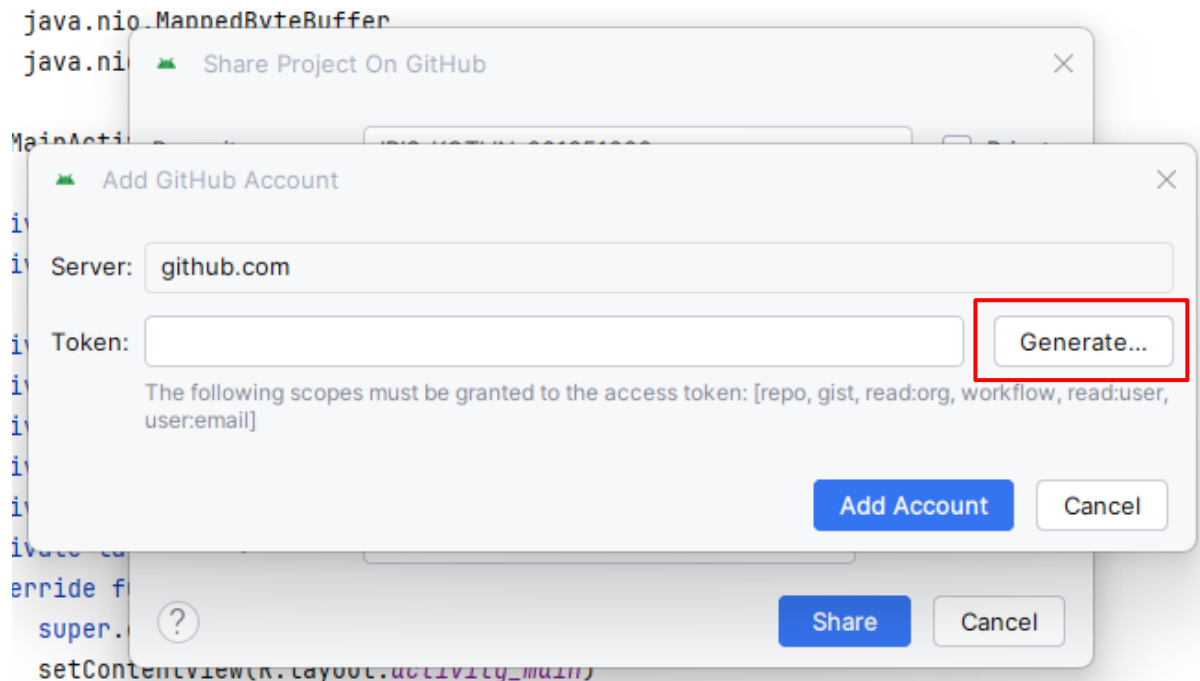 java.nio.MappedByteBuffer
java.ni
Share Project On GitHub
MainActi
Add GitHub Account
Server: github.com
Token: Generate...
The following scopes must be granted to the access token: [repo, gist, read:org, workflow, read:user,
user:email]
Add Account Cancel
erride f
? Share Cancel
super.
setContentView(R.layout.activity_main)